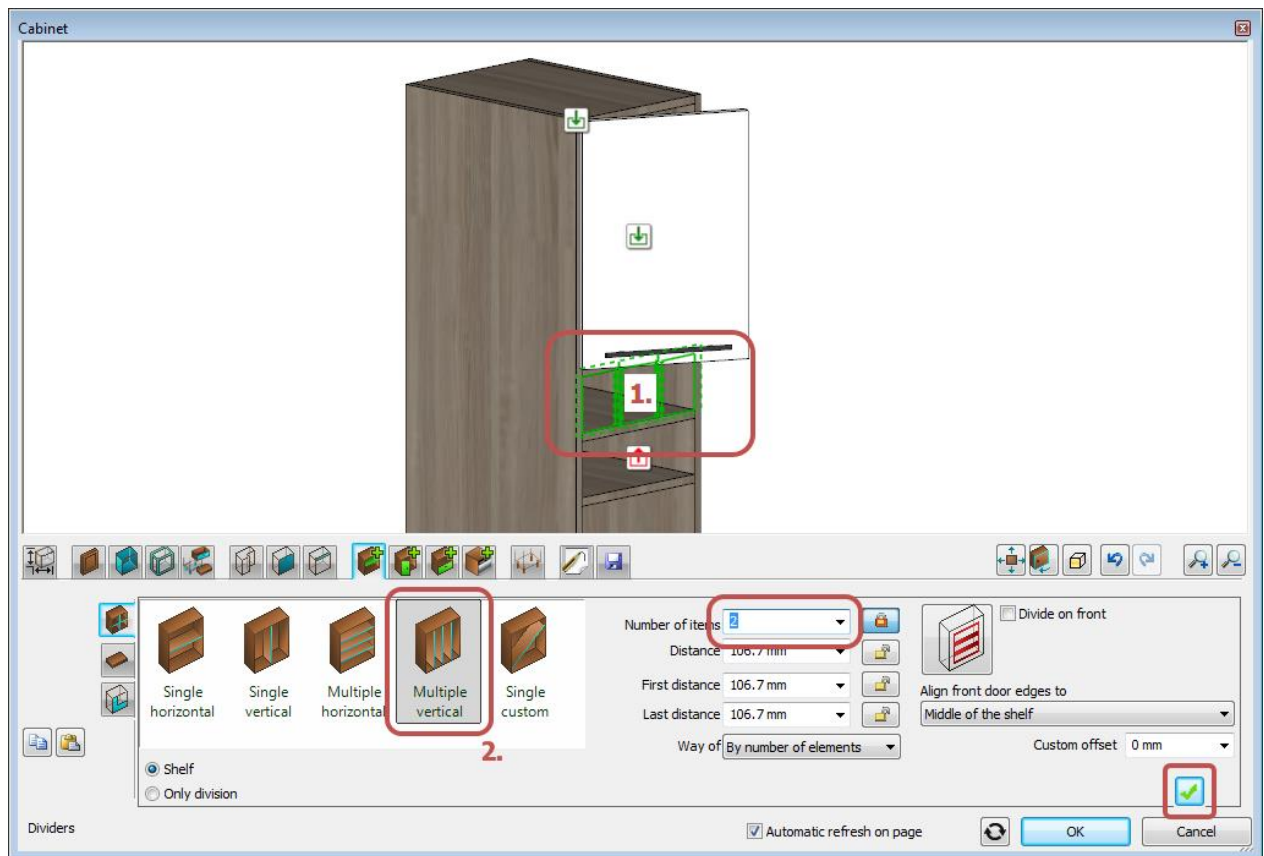 Cabinet
1.
Number of items 2
Distance 106.7 mm
First distance 106.7 mm
Last distance 106.7 mm
Way of By number of elements
Single horizontal
Single vertical
Multiple horizontal
Multiple vertical
Single custom
2.
Shelf
Only division
Divide on front
Align front door edges to
Middle of the shelf
Custom offset 0 mm
Dividers
Automatic refresh on page
OK
Cancel